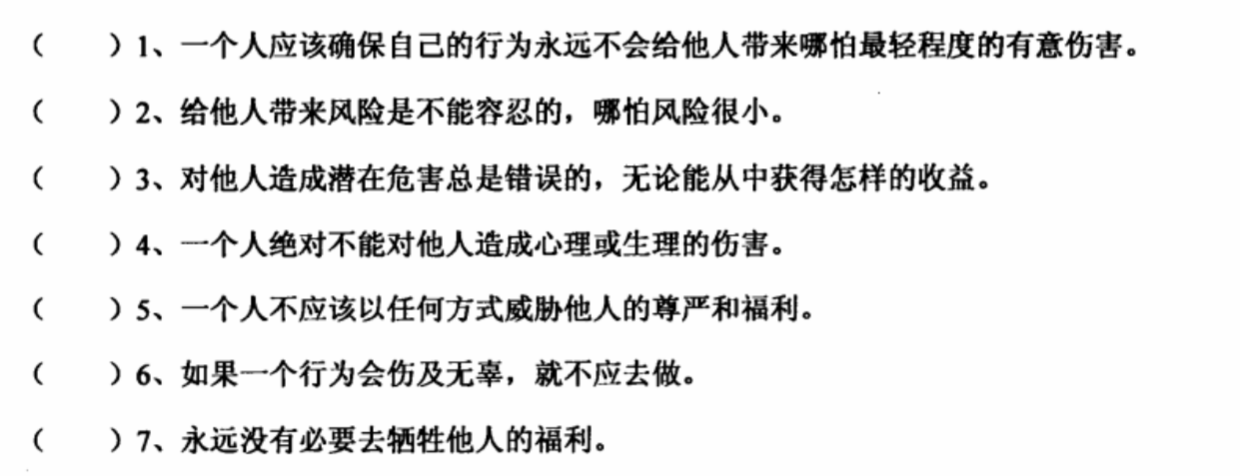 （　　）1、一个人应该确保自己的行为永远不会给他人带来哪怕最轻程度的有意伤害。
（　　）2、给他人带来风险是不能容忍的，哪怕风险很小。
（　　）3、对他人造成潜在危害总是错误的，无论能从中获得怎样的收益。
（　　）4、一个人绝对不能对他人造成心理或生理的伤害。
（　　）5、一个人不应该以任何方式威胁他人的尊严和福利。
（　　）6、如果一个行为会伤及无辜，就不应去做。
（　　）7、永远没有必要去牺牲他人的福利。